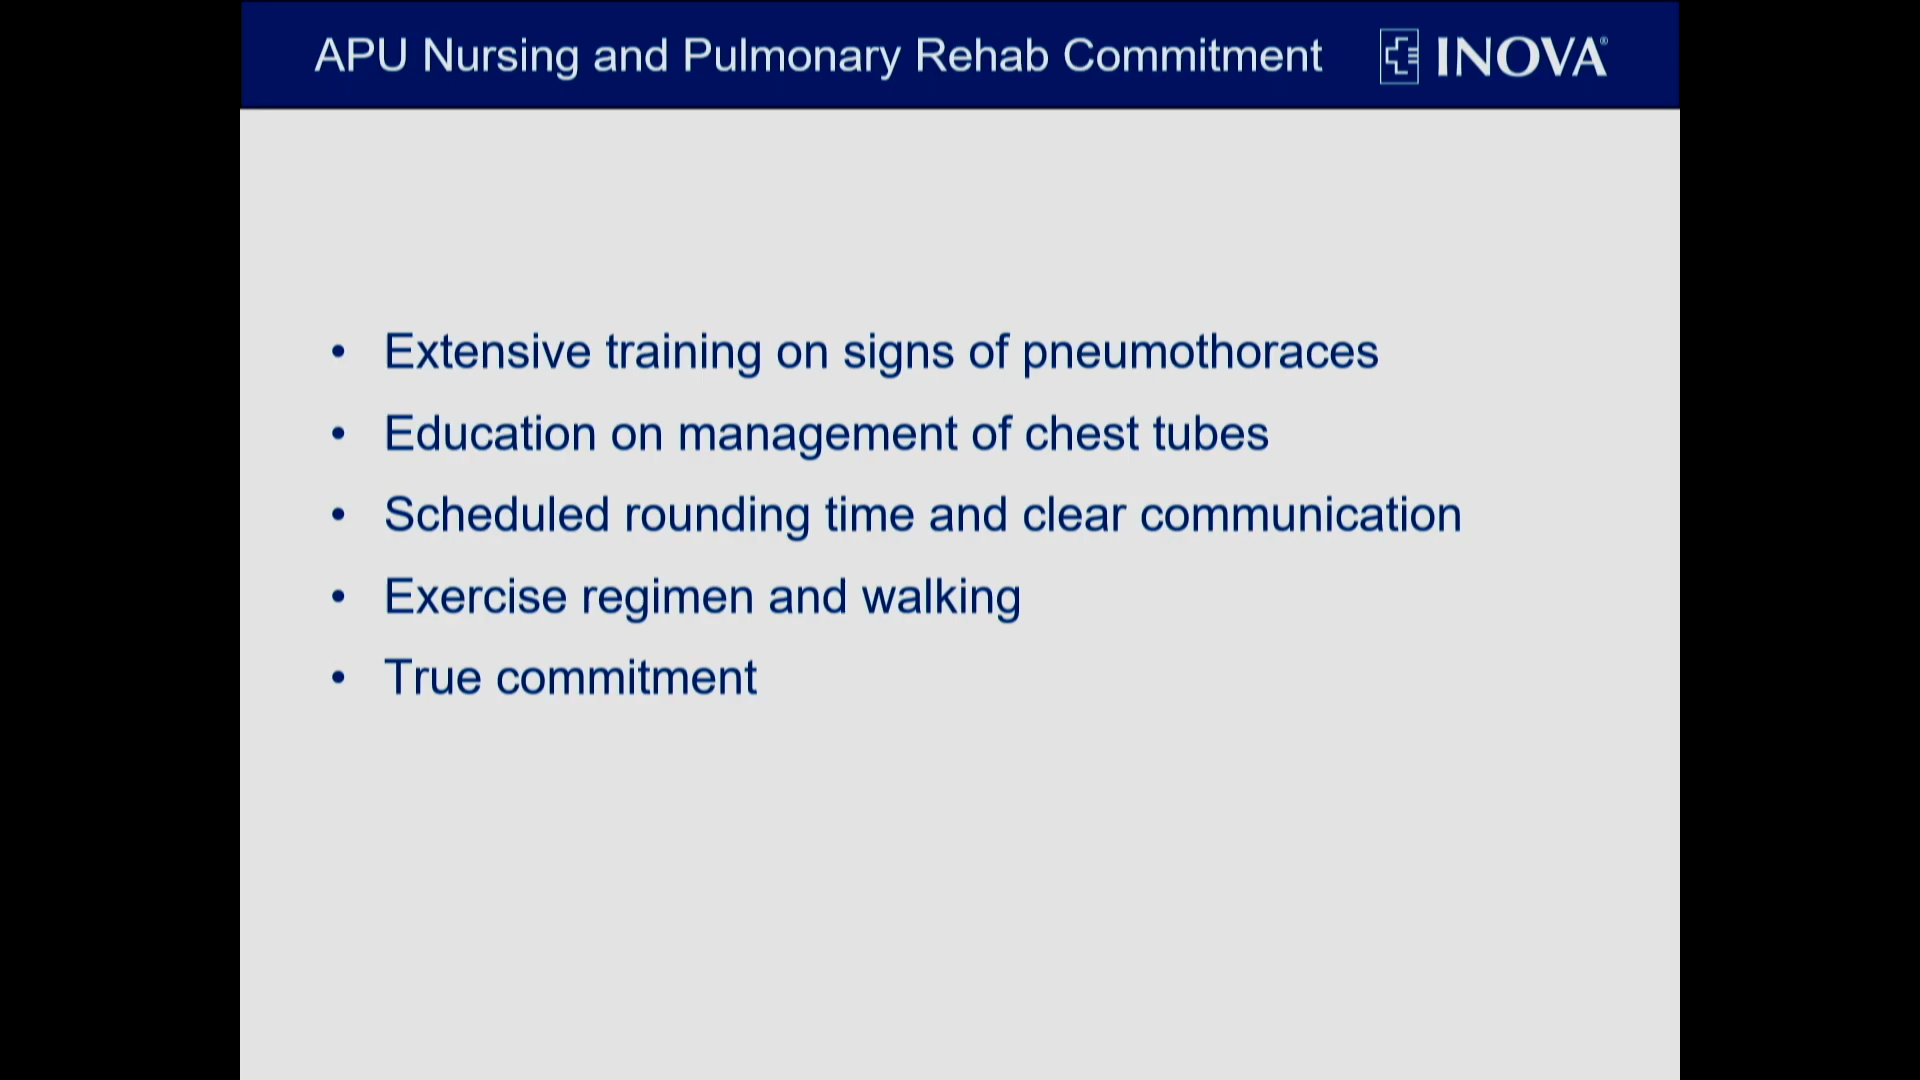 APU Nursing and Pulmonary Rehab Commitment
INOVA®
• Extensive training on signs of pneumothoraces
• Education on management of chest tubes
• Scheduled rounding time and clear communication
• Exercise regimen and walking
• True commitment